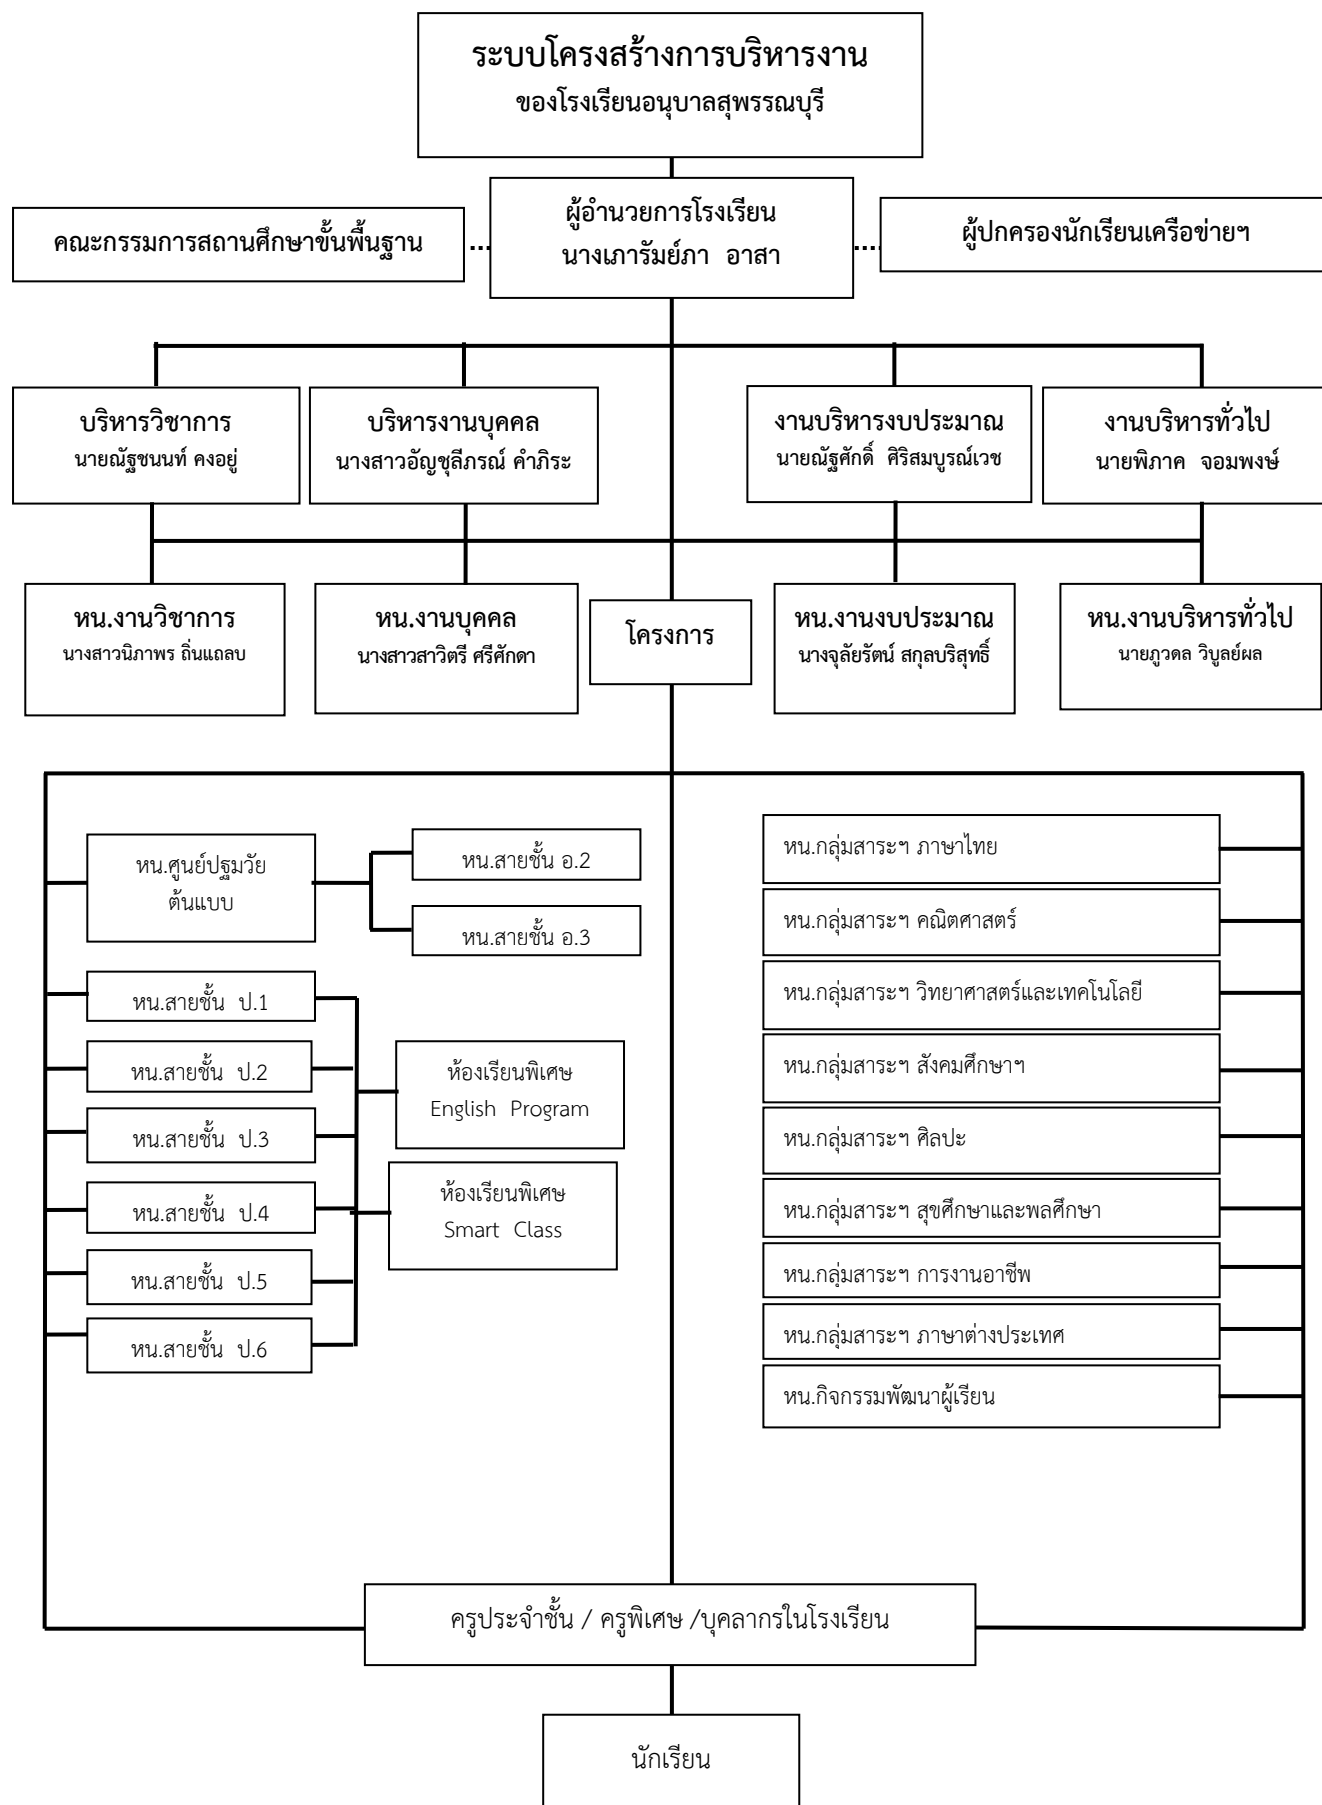 ระบบโครงสร้างการบริหารงาน
ของโรงเรียนอนุบาลสุพรรณบุรี
ผู้อำนวยการโรงเรียน
นางเภารัมย์ภา อาสา
คณะกรรมการสถานศึกษาขั้นพื้นฐาน
ผู้ปกครองนักเรียนเครือข่ายฯ
บริหารวิชาการ
นายณัฐชนนท์ คงอยู่
บริหารงานบุคคล
นางสาวอัญชุลีภรณ์ คำภิระ
งานบริหารงบประมาณ
นายณัฐศักดิ์ ศิริสมบูรณ์เวช
งานบริหารทั่วไป
นายพิภาค จอมพงษ์
หน.งานวิชาการ
นางสาวนิภาพร ถิ่นแถลบ
หน.งานบุคคล
นางสาวสาวิตรี ศรีศักดา
โครงการ
หน.งานงบประมาณ
นางจุลัยรัตน์ สกุลบริสุทธิ์
หน.งานบริหารทั่วไป
นายภูวดล วิบูลย์ผล
หน.ศูนย์ปฐมวัย
ต้นแบบ
หน.สายชั้น อ.2
หน.สายชั้น อ.3
หน.สายชั้น ป.1
หน.สายชั้น ป.2
หน.สายชั้น ป.3
หน.สายชั้น ป.4
หน.สายชั้น ป.5
หน.สายชั้น ป.6
ห้องเรียนพิเศษ
English Program
ห้องเรียนพิเศษ
Smart Class
หน.กลุ่มสาระฯ ภาษาไทย
หน.กลุ่มสาระฯ คณิตศาสตร์
หน.กลุ่มสาระฯ วิทยาศาสตร์และเทคโนโลยี
หน.กลุ่มสาระฯ สังคมศึกษาฯ
หน.กลุ่มสาระฯ ศิลปะ
หน.กลุ่มสาระฯ สุขศึกษาและพลศึกษา
หน.กลุ่มสาระฯ การงานอาชีพ
หน.กลุ่มสาระฯ ภาษาต่างประเทศ
หน.กิจกรรมพัฒนาผู้เรียน
ครูประจำชั้น / ครูพิเศษ /บุคลากรในโรงเรียน
นักเรียน